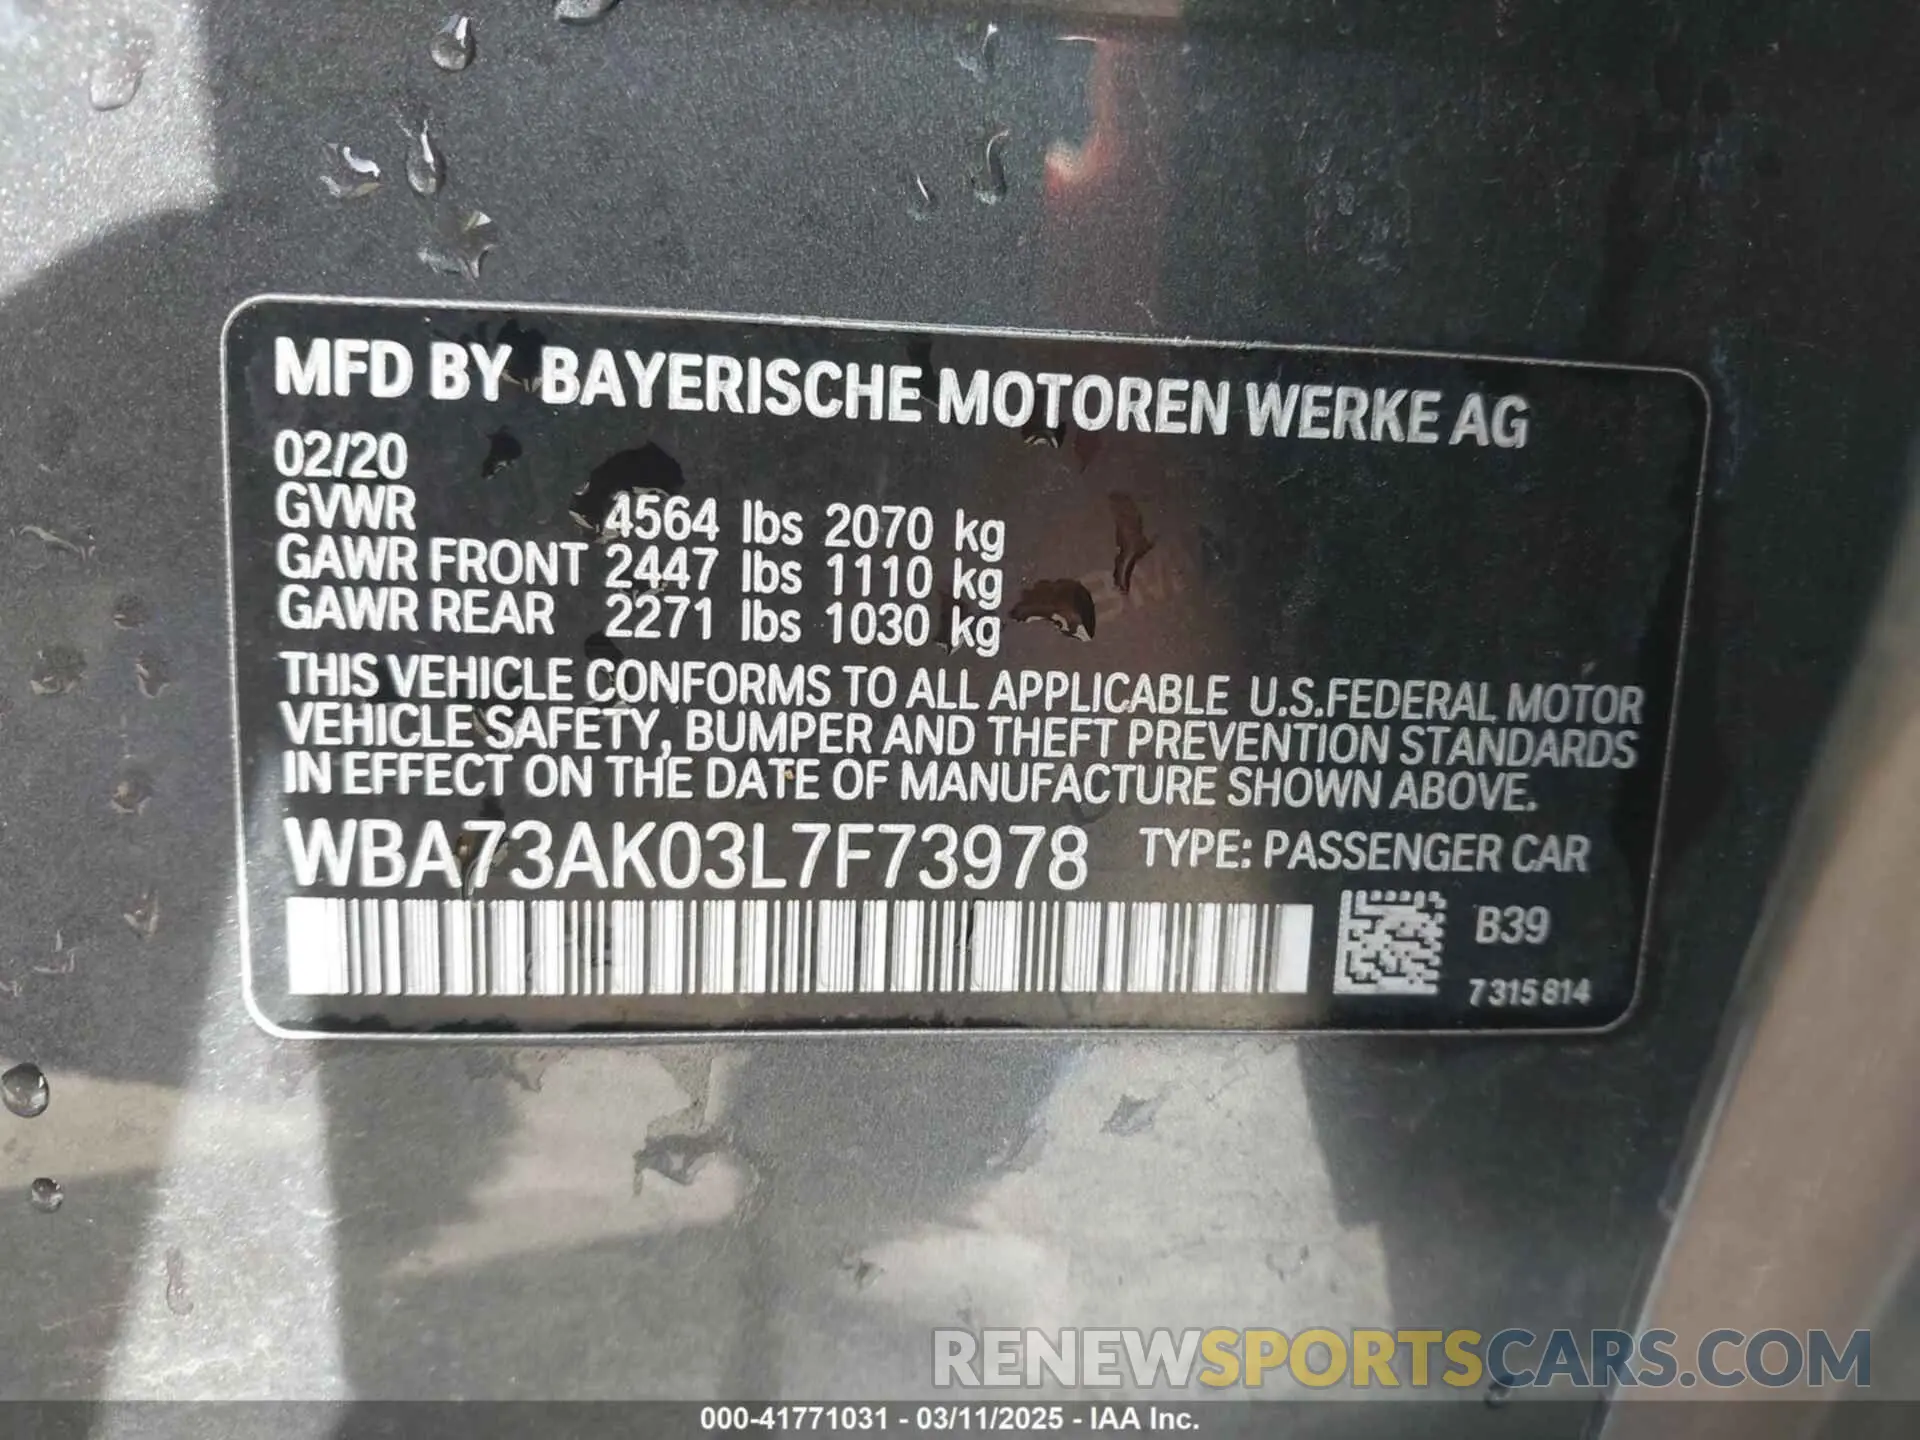 MFD BY BAYERISCHE MOTOREN WERKE AG
02/20
GVWR 4564 lbs 2070 kg
GAWR FRONT 2447 lbs 1110 kg
GAWR REAR 2271 lbs 1030 kg
THIS VEHICLE CONFORMS TO ALL APPLICABLE U.S.FEDERAL MOTOR
VEHICLE SAFETY, BUMPER AND THEFT PREVENTION STANDARDS
IN EFFECT ON THE DATE OF MANUFACTURE SHOWN ABOVE.
WBA73AK03L7F73978 TYPE: PASSENGER CAR
B39
7315814
RENEWSPORTSCARS.COM
000-41771031 - 03/11/2025 - IAA Inc.